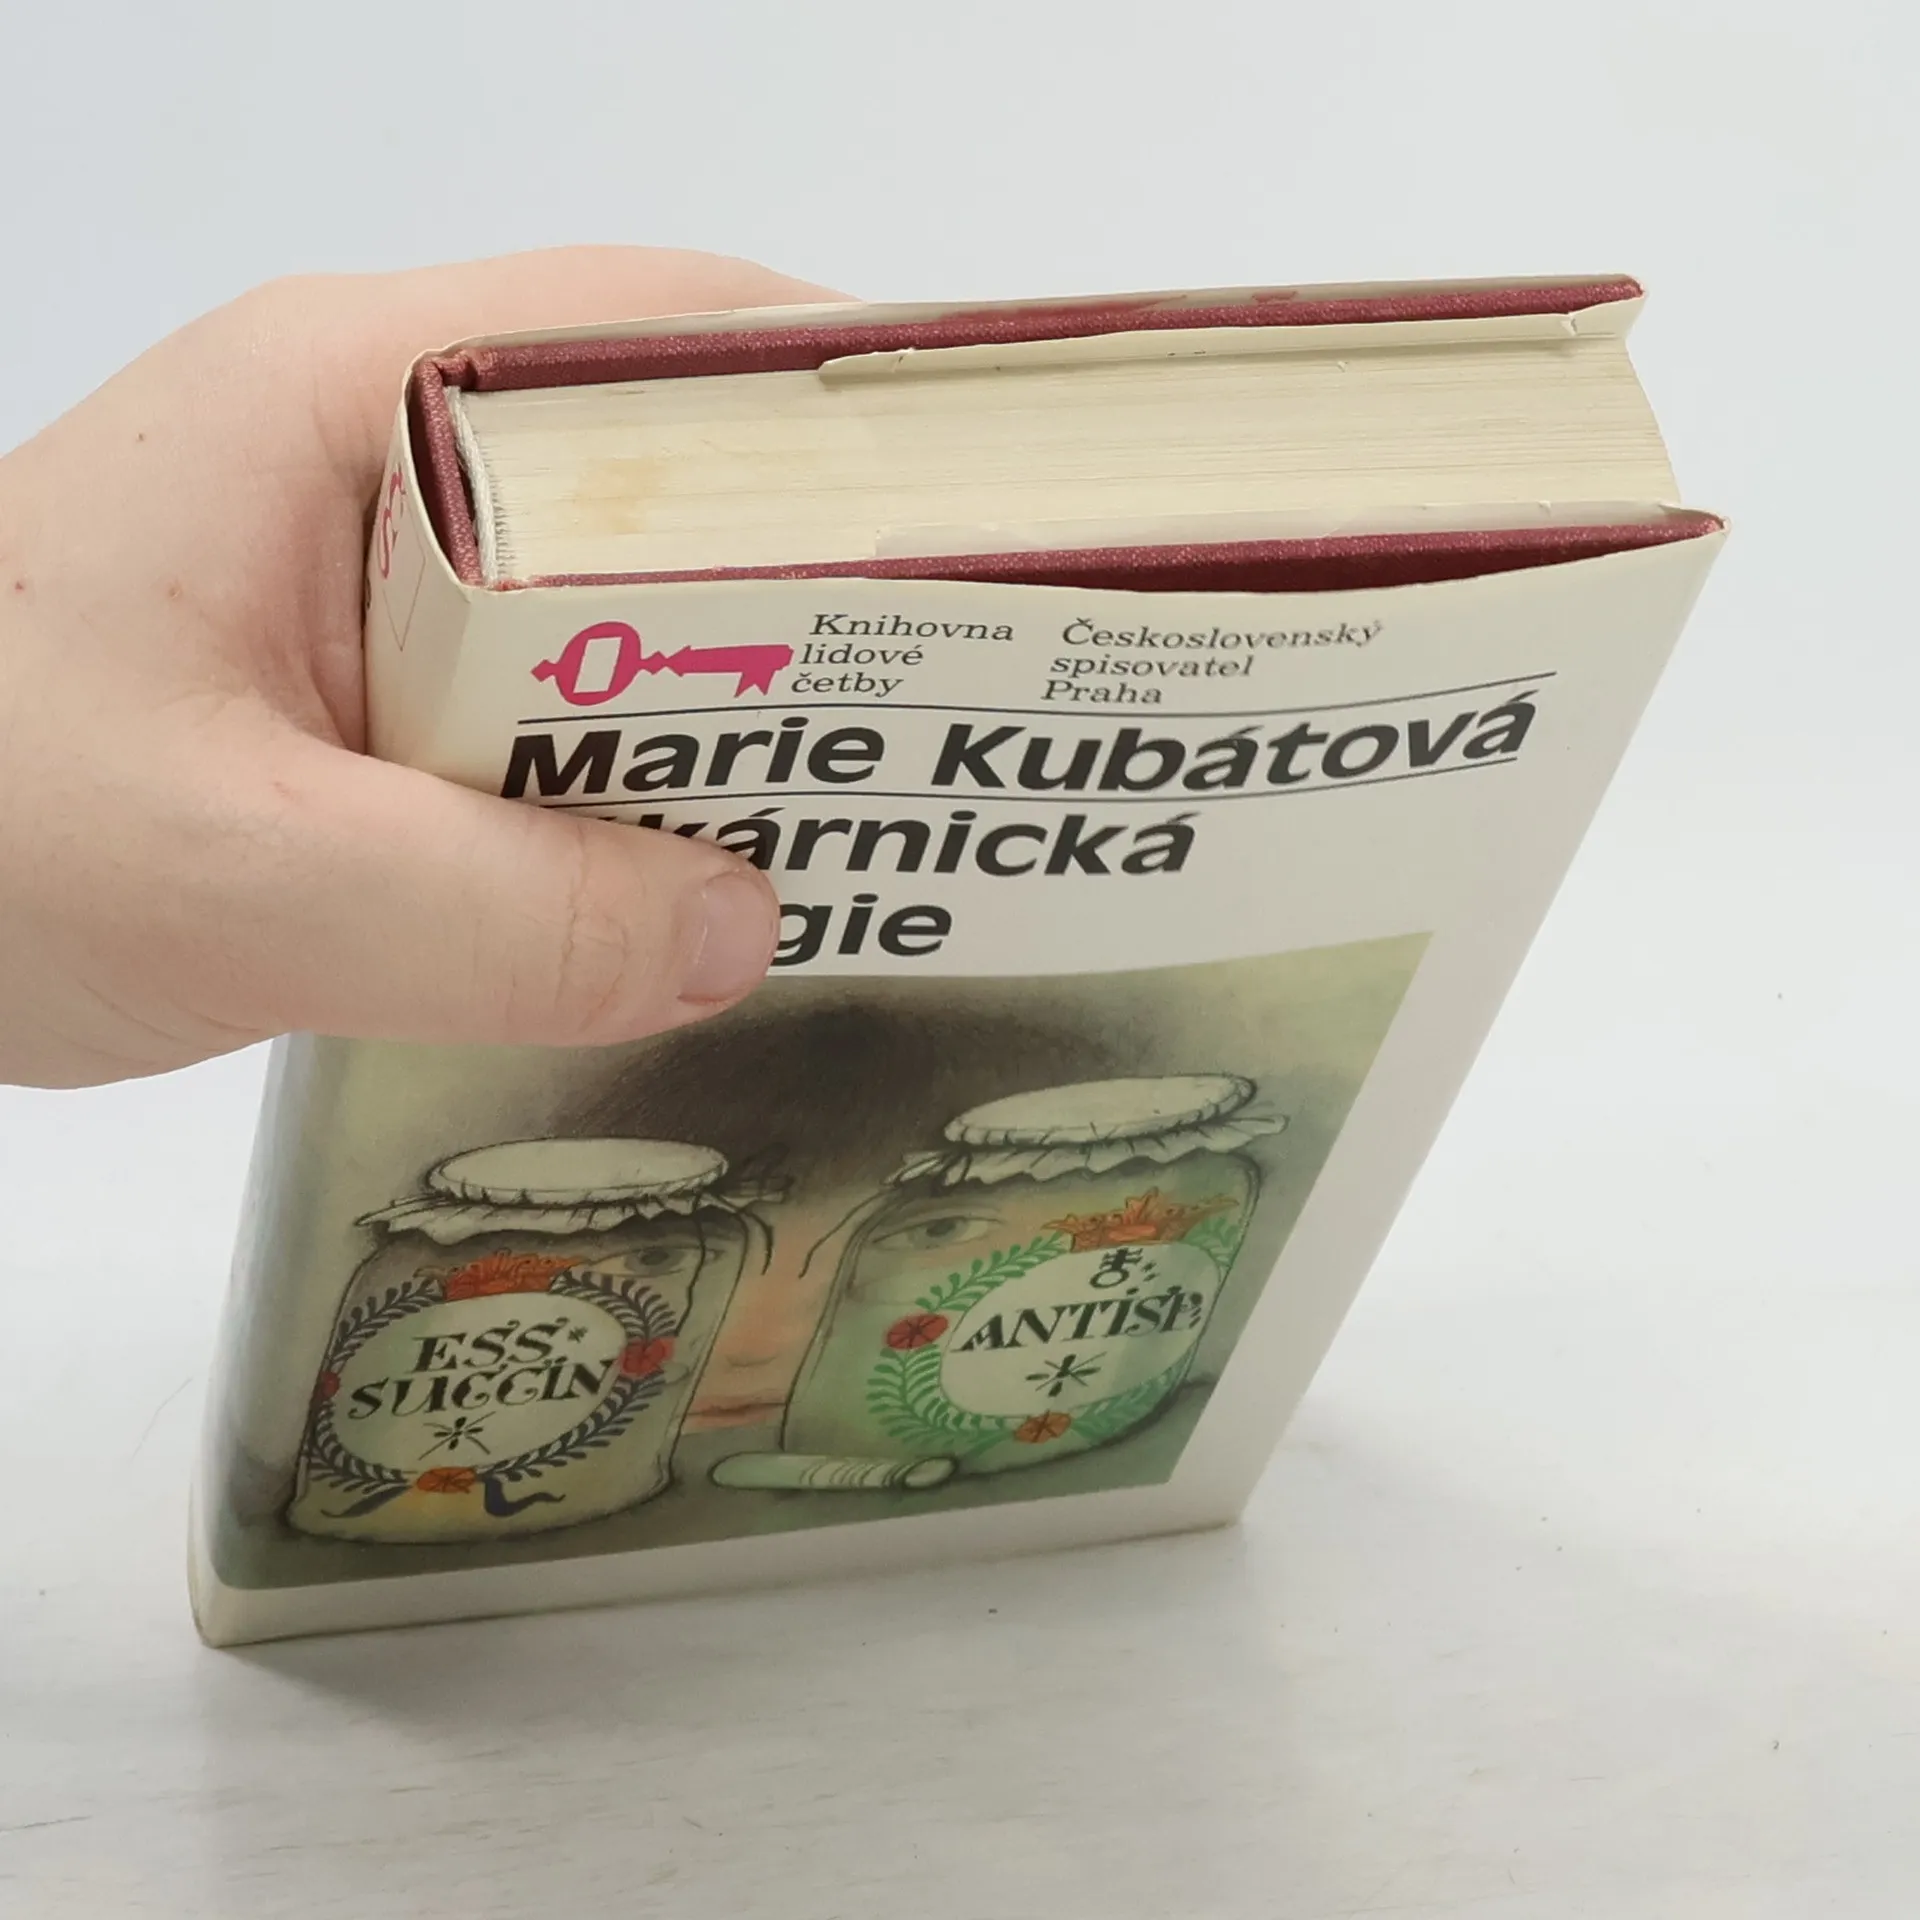 Knihovna
lidové
četby
Československý
spisovatel
Praha
Marie Kubátová
kárnická
gie
ESS
SUCCIN
ANTISP